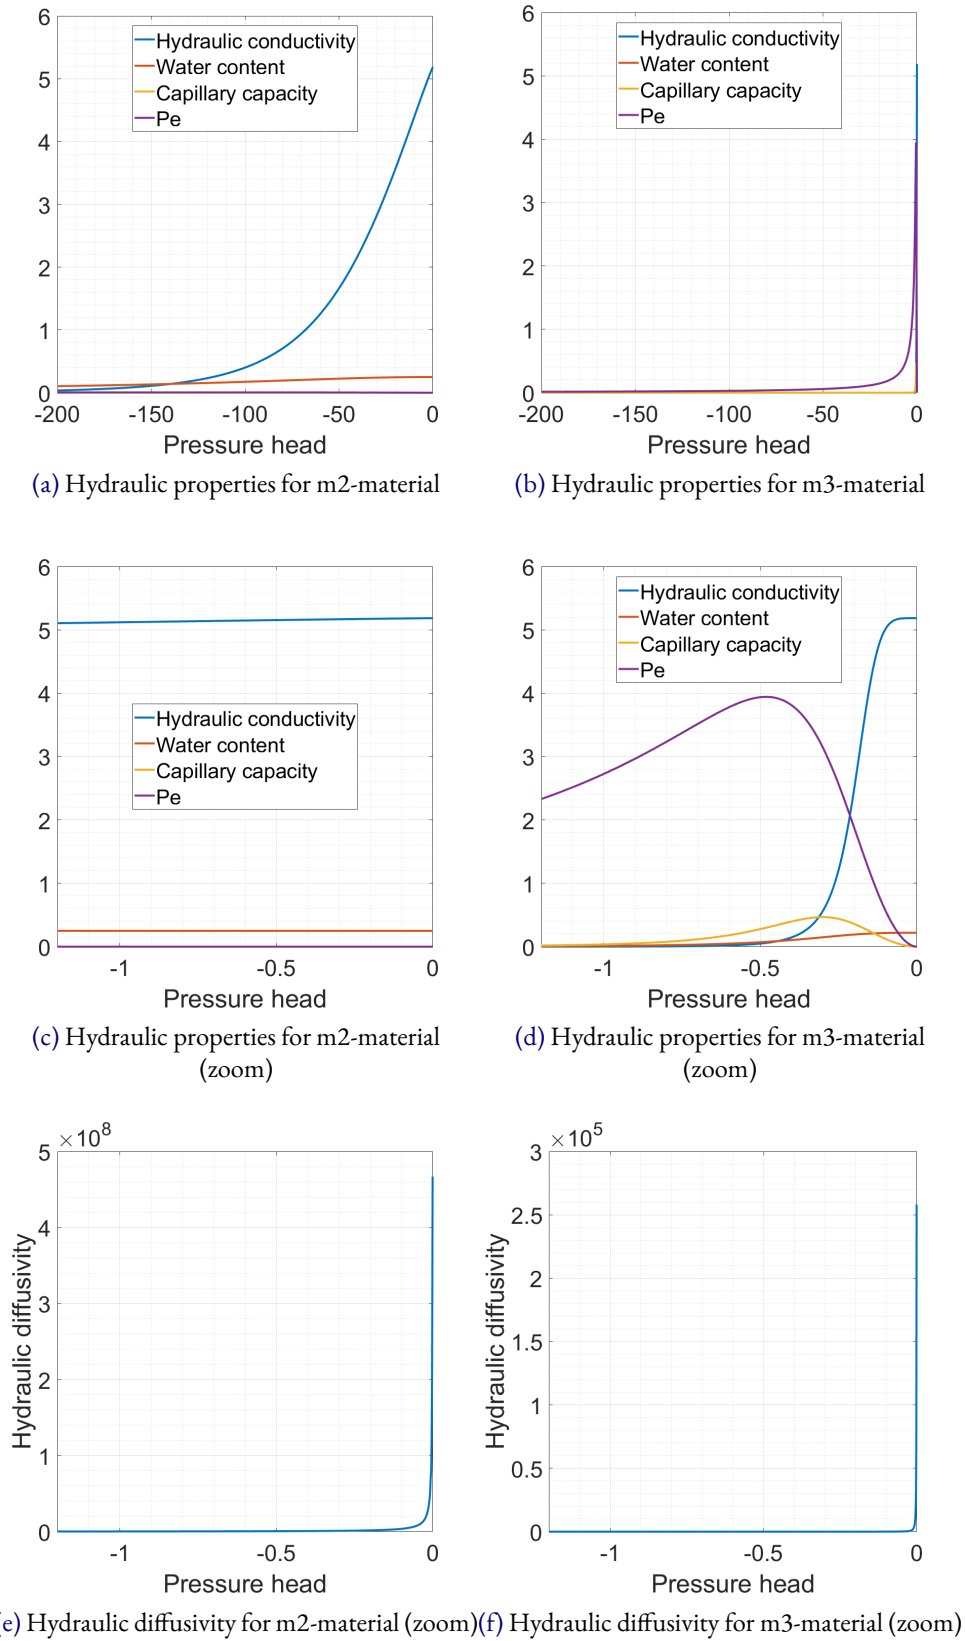 6
5
4
3
2
1
0
Hydraulic conductivity
Water content
Capillary capacity
Pe
-200 -150 -100 -50 0
Pressure head
(a) Hydraulic properties for m2-material
6
5
4
3
2
1
0
Hydraulic conductivity
Water content
Capillary capacity
Pe
-200 -150 -100 -50 0
Pressure head
(b) Hydraulic properties for m3-material
6
5
4
3
2
1
0
Hydraulic conductivity
Water content
Capillary capacity
Pe
-1 -0.5 0
Pressure head
(c) Hydraulic properties for m2-material
(zoom)
6
5
4
3
2
1
0
Hydraulic conductivity
Water content
Capillary capacity
Pe
-1 -0.5 0
Pressure head
(d) Hydraulic properties for m3-material
(zoom)
×10^8
5
4
3
2
1
0
Hydraulic diffusivity
-1 -0.5 0
Pressure head
e) Hydraulic diffusivity for m2-material (zoom)
×10^5
3
2.5
2
1.5
1
0.5
0
Hydraulic diffusivity
-1 -0.5 0
Pressure head
(f) Hydraulic diffusivity for m3-material (zoom)